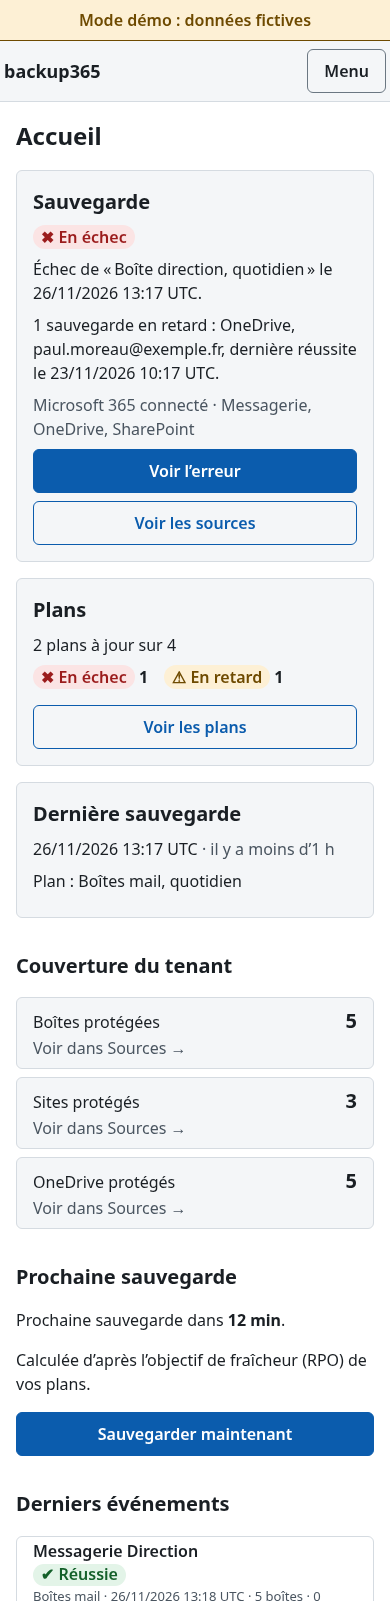 Mode démo : données fictives
backup365
Menu
Accueil
Sauvegarde
✖ En échec
Échec de « Boîte direction, quotidien » le
26/11/2026 13:17 UTC.
1 sauvegarde en retard : OneDrive,
paul.moreau@exemple.fr, dernière réussite
le 23/11/2026 10:17 UTC.
Microsoft 365 connecté · Messagerie,
OneDrive, SharePoint
Voir l’erreur
Voir les sources
Plans
2 plans à jour sur 4
✖ En échec 1 ⚠ En retard 1
Voir les plans
Dernière sauvegarde
26/11/2026 13:17 UTC · il y a moins d’1 h
Plan : Boîtes mail, quotidien
Couverture du tenant
Boîtes protégées 5
Voir dans Sources →
Sites protégés 3
Voir dans Sources →
OneDrive protégés 5
Voir dans Sources →
Prochaine sauvegarde
Prochaine sauvegarde dans 12 min.
Calculée d’après l’objectif de fraîcheur (RPO) de
vos plans.
Sauvegarder maintenant
Derniers événements
Messagerie Direction
✔ Réussie
Boîtes mail · 26/11/2026 13:18 UTC · 5 boîtes · 0